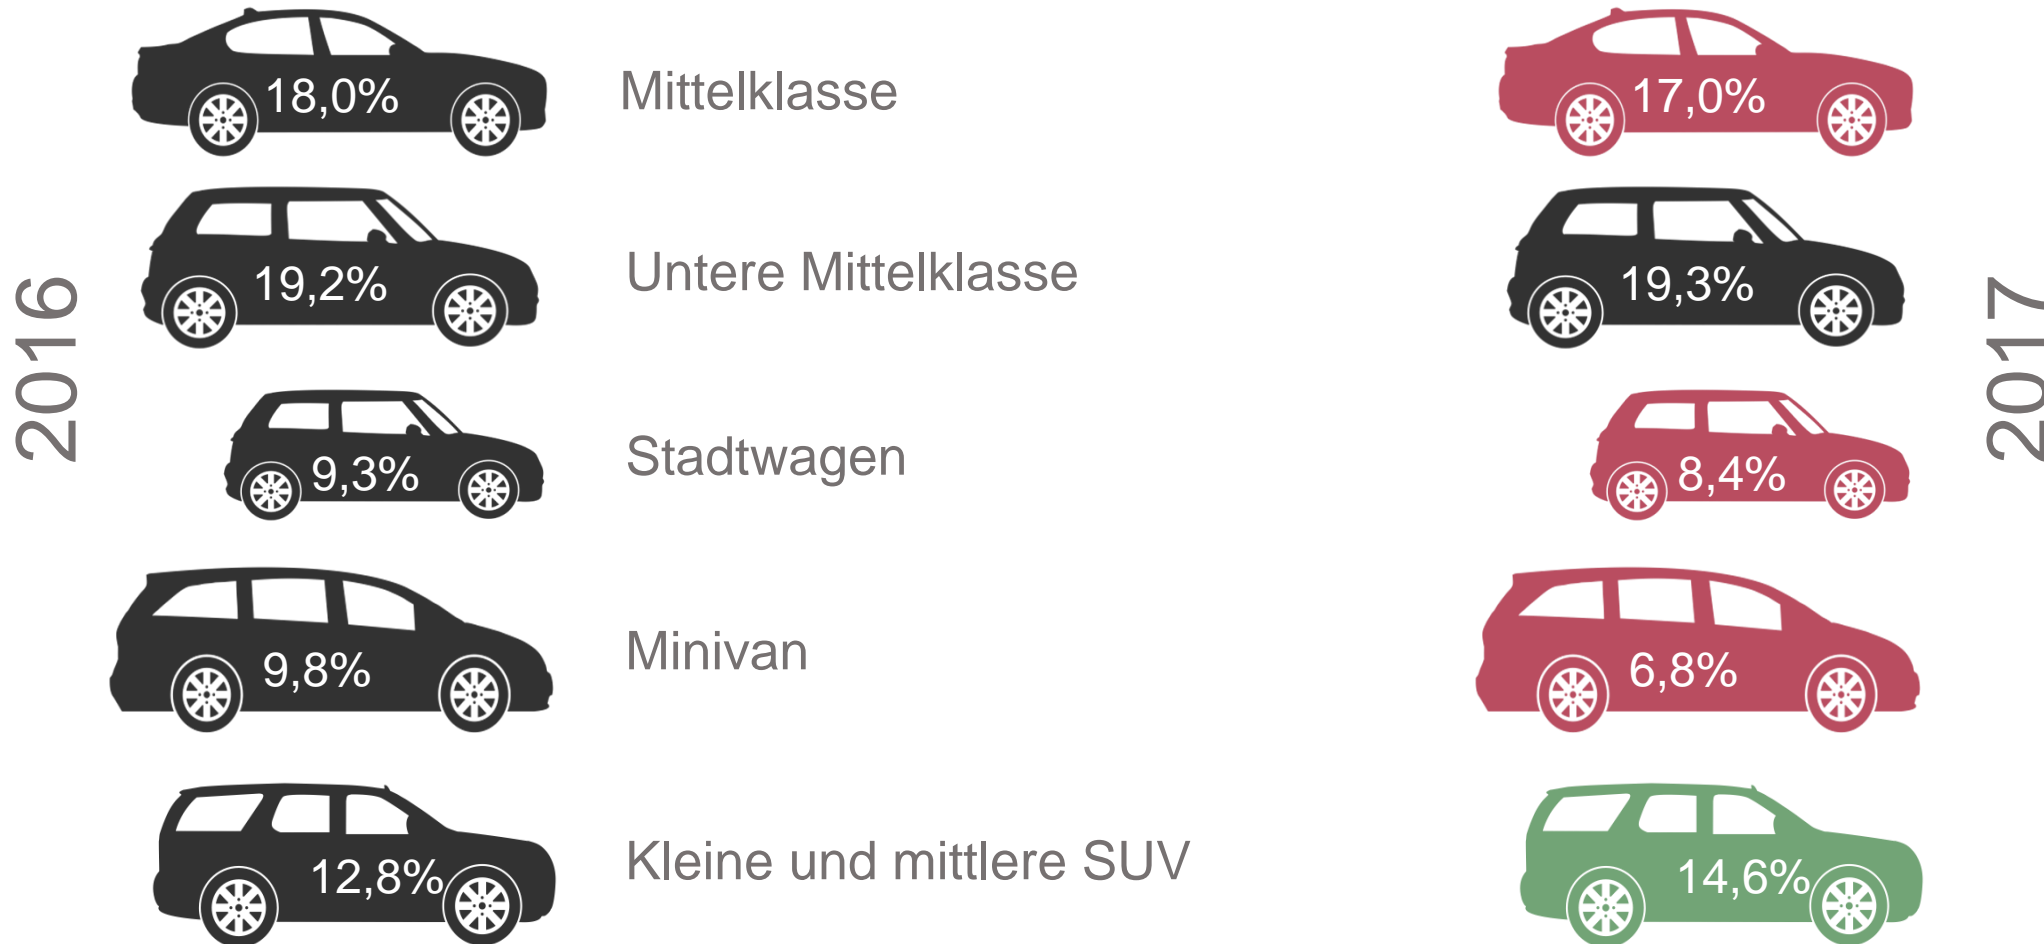 2016
2017
18,0%
Mittelklasse
17,0%
19,2%
Untere Mittelklasse
19,3%
9,3%
Stadtwagen
8,4%
9,8%
Minivan
6,8%
12,8%
Kleine und mittlere SUV
14,6%